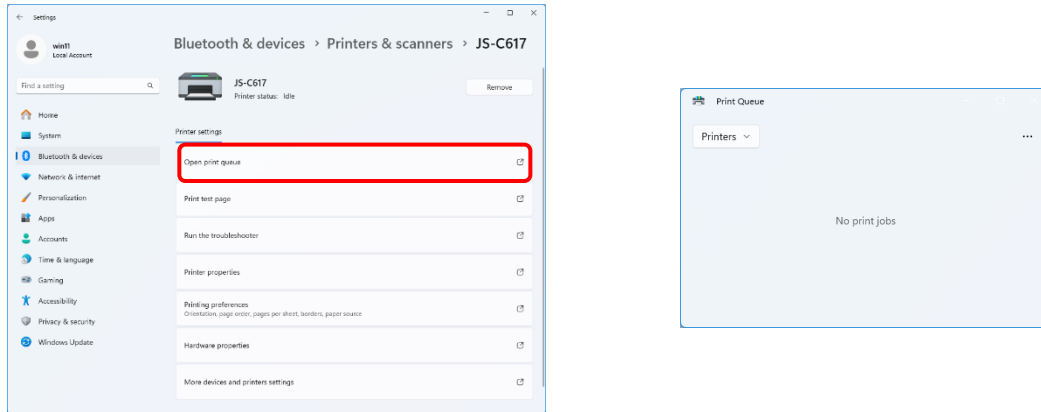 Settings
win11
Local Account
Find a setting
Home
System
Bluetooth & devices
Network & internet
Personalization
Apps
Accounts
Time & language
Gaming
Accessibility
Privacy & security
Windows Update
Bluetooth & devices > Printers & scanners > JS-C617
JS-C617
Printer status: Idle
Remove
Printer settings
Open print queue
Print test page
Run the troubleshooter
Printer properties
Printing preferences
Orientation, page order, pages per sheet, borders, paper source
Hardware properties
More devices and printers settings
Print Queue
Printers
No print jobs